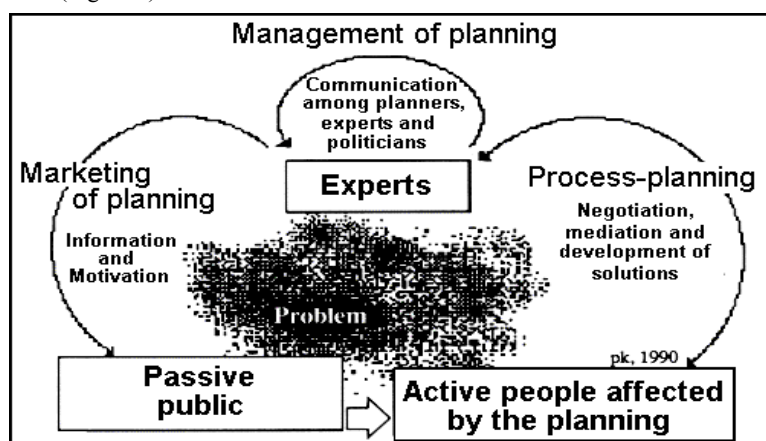 Management of planning
Communication
among planners,
experts and
politicians
Experts
Marketing
of planning
Information
and
Motivation
Process-planning
Negotiation,
mediation and
development of
solutions
Problem
pk, 1990
Passive
public
Active people affected
by the planning